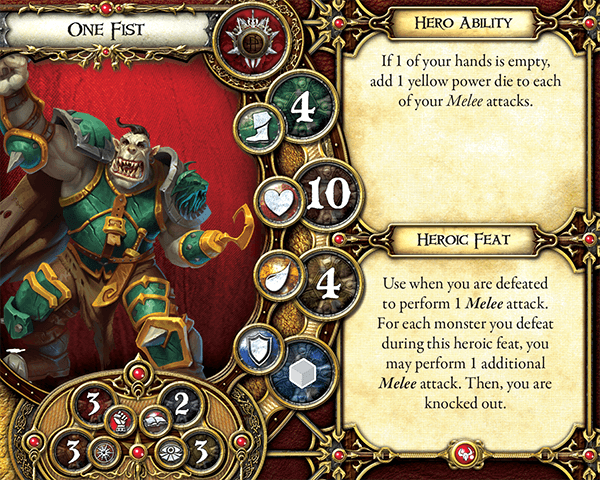 One Fist
4
10
4
3
2
3
3
Hero Ability
If 1 of your hands is empty,
add 1 yellow power die to each
of your Melee attacks.
Heroic Feat
Use when you are defeated
to perform 1 Melee attack.
For each monster you defeat
during this heroic feat, you
may perform 1 additional
Melee attack. Then, you are
knocked out.